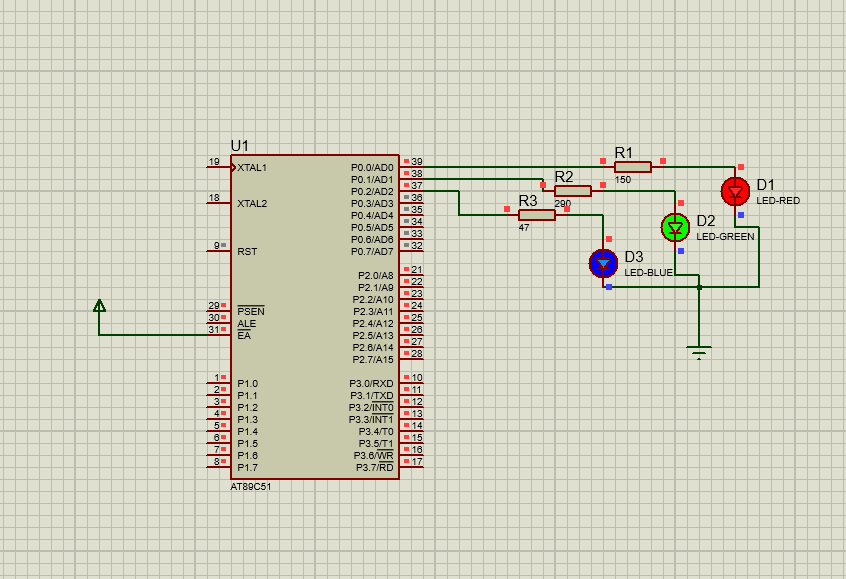 U1
19 XTAL1
18 XTAL2
9 RST
29 PSEN
30 ALE
31 EA
1 P1.0
2 P1.1
3 P1.2
4 P1.3
5 P1.4
6 P1.5
7 P1.6
8 P1.7
P0.0/AD0 39
P0.1/AD1 38
P0.2/AD2 37
P0.3/AD3 36
P0.4/AD4 35
P0.5/AD5 34
P0.6/AD6 33
P0.7/AD7 32
P2.0/A8 21
P2.1/A9 22
P2.2/A10 23
P2.3/A11 24
P2.4/A12 25
P2.5/A13 26
P2.6/A14 27
P2.7/A15 28
P3.0/RXD 10
P3.1/TXD 11
P3.2/INT0 12
P3.3/INT1 13
P3.4/T0 14
P3.5/T1 15
P3.6/WR 16
P3.7/RD 17
AT89C51
R1
150
R2
290
R3
47
D1
LED-RED
D2
LED-GREEN
D3
LED-BLUE